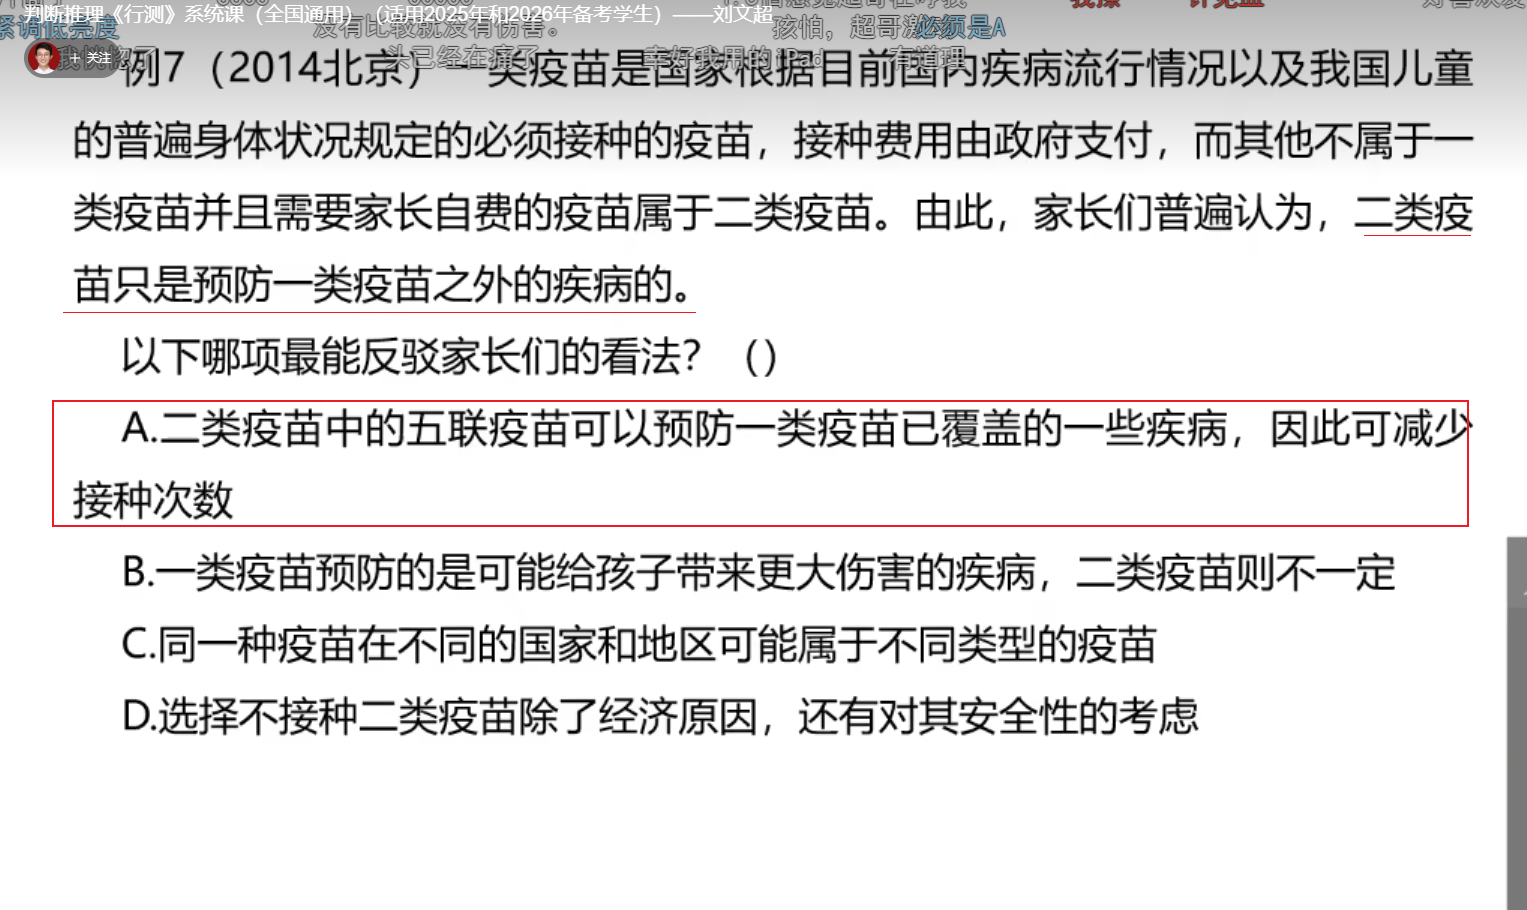 判断推理《行测》系统课（全国通用）（适用2025年和2026年备考学生）——刘文超
系调低亮度
没有比较就没有伤害。
孩怕，超哥激
必须是A
+ 关注
头已经在痛了
幸好我用的iPad
有道理
例7（2014北京）一类疫苗是国家根据目前国内疾病流行情况以及我国儿童
的普遍身体状况规定的必须接种的疫苗，接种费用由政府支付，而其他不属于一
类疫苗并且需要家长自费的疫苗属于二类疫苗。由此，家长们普遍认为，二类疫
苗只是预防一类疫苗之外的疾病的。
以下哪项最能反驳家长们的看法？（）
A.二类疫苗中的五联疫苗可以预防一类疫苗已覆盖的一些疾病，因此可减少
接种次数
B.一类疫苗预防的是可能给孩子带来更大伤害的疾病，二类疫苗则不一定
C.同一种疫苗在不同的国家和地区可能属于不同类型的疫苗
D.选择不接种二类疫苗除了经济原因，还有对其安全性的考虑